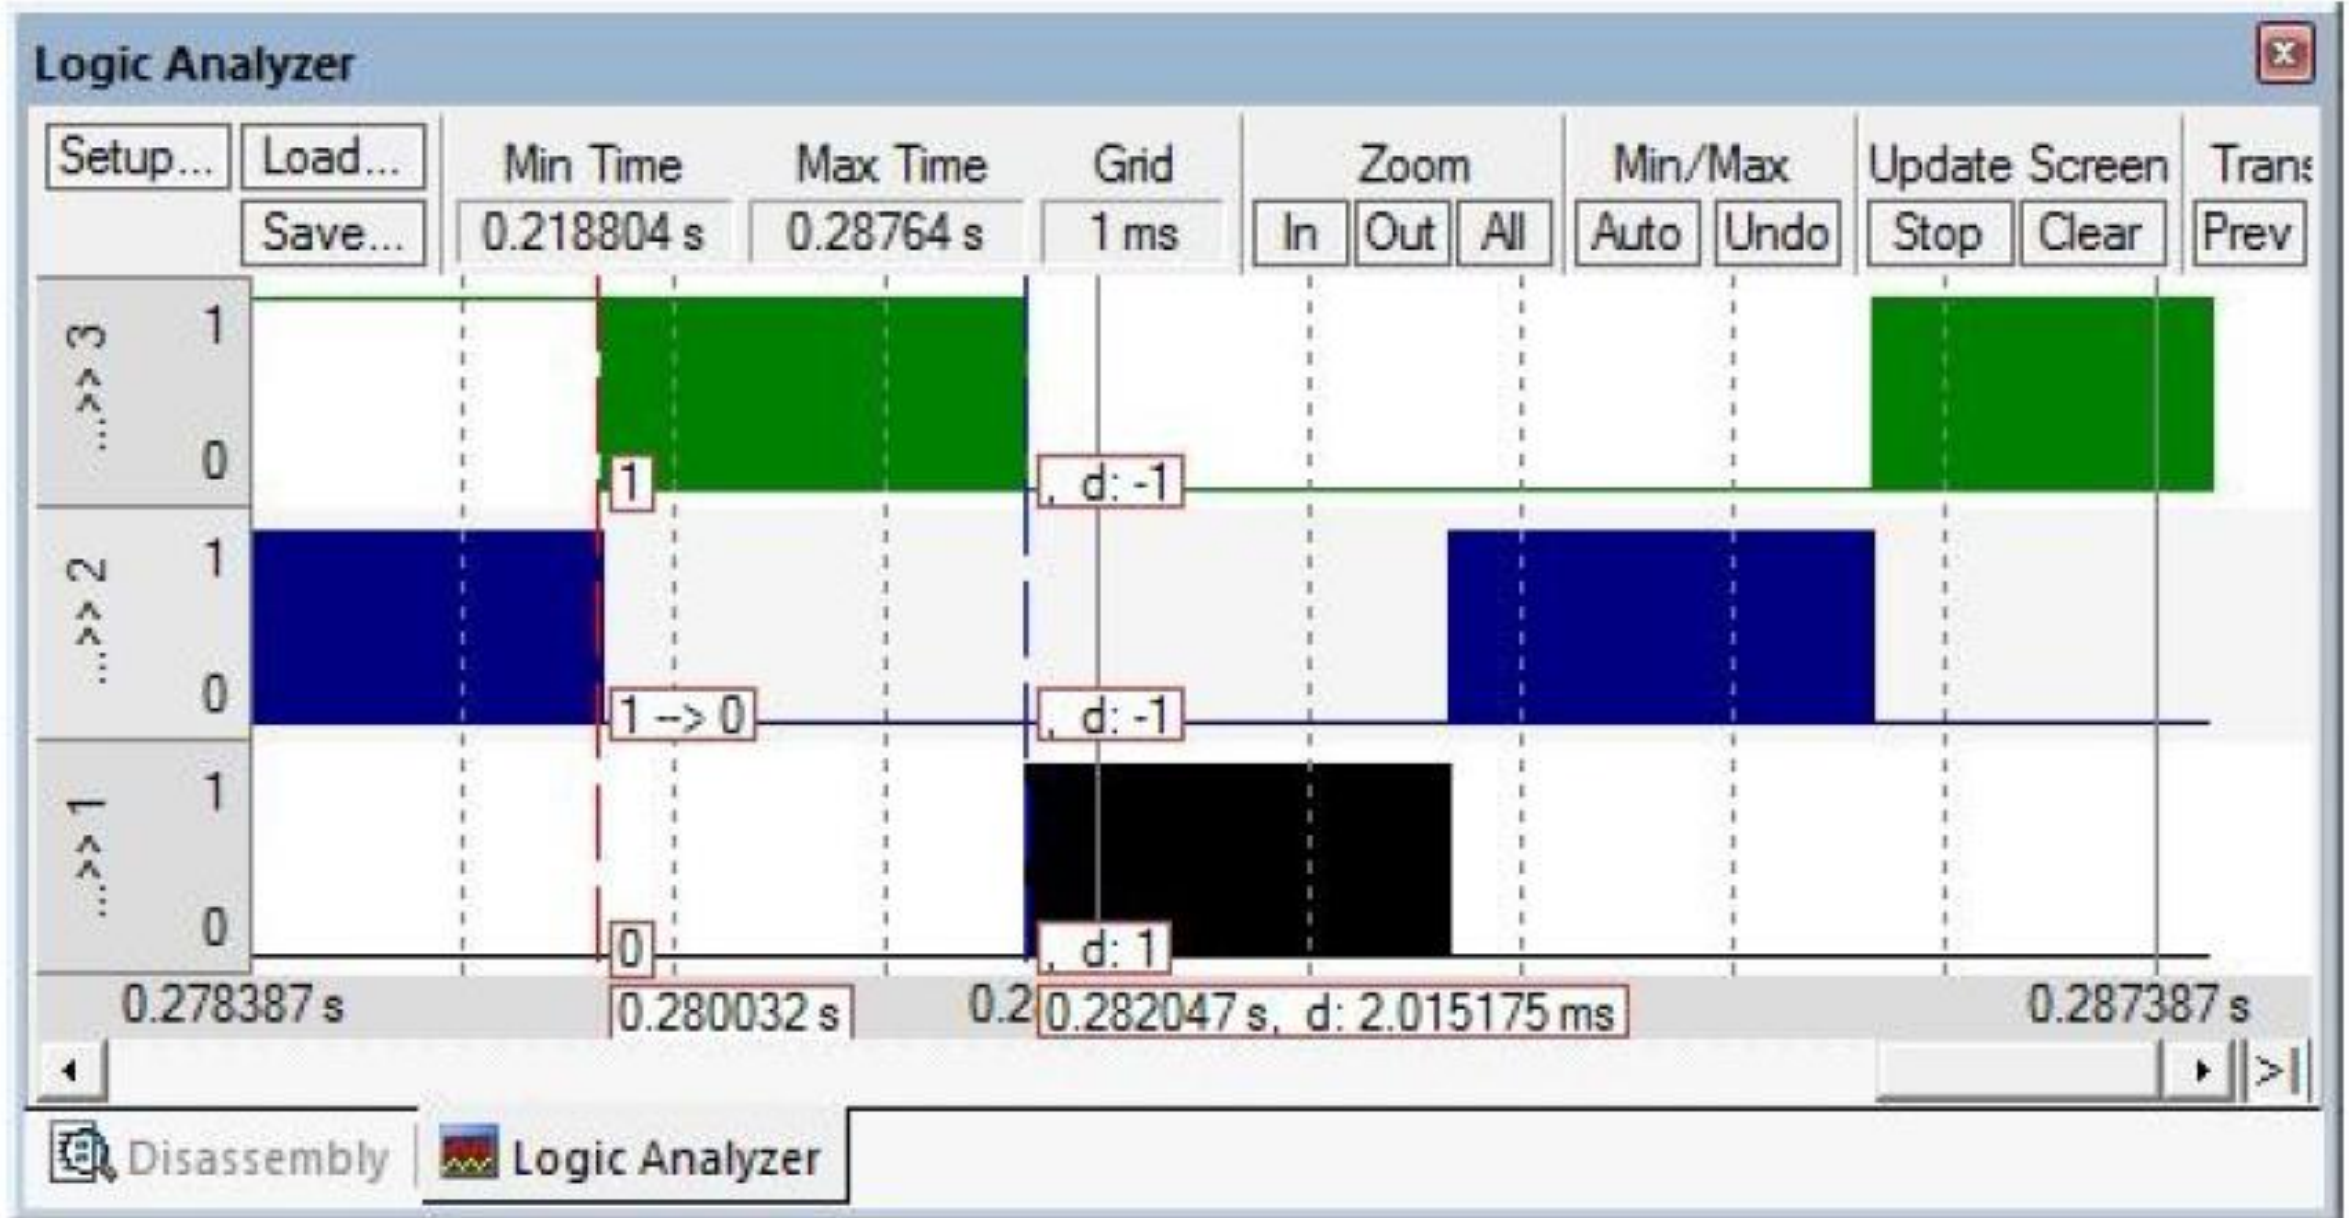 Logic Analyzer
Setup... Load... Min Time Max Time Grid Zoom Min/Max Update Screen Trans
Save... 0.218804 s 0.28764 s 1 ms In Out All Auto Undo Stop Clear Prev
...>> 3 1
0
1 , d: -1
...>> 2 1
0
1 --> 0 , d: -1
...>> 1 1
0
0 , d: 1
0.278387 s 0.280032 s 0.2 0.282047 s, d: 2.015175 ms 0.287387 s
>|
Disassembly Logic Analyzer